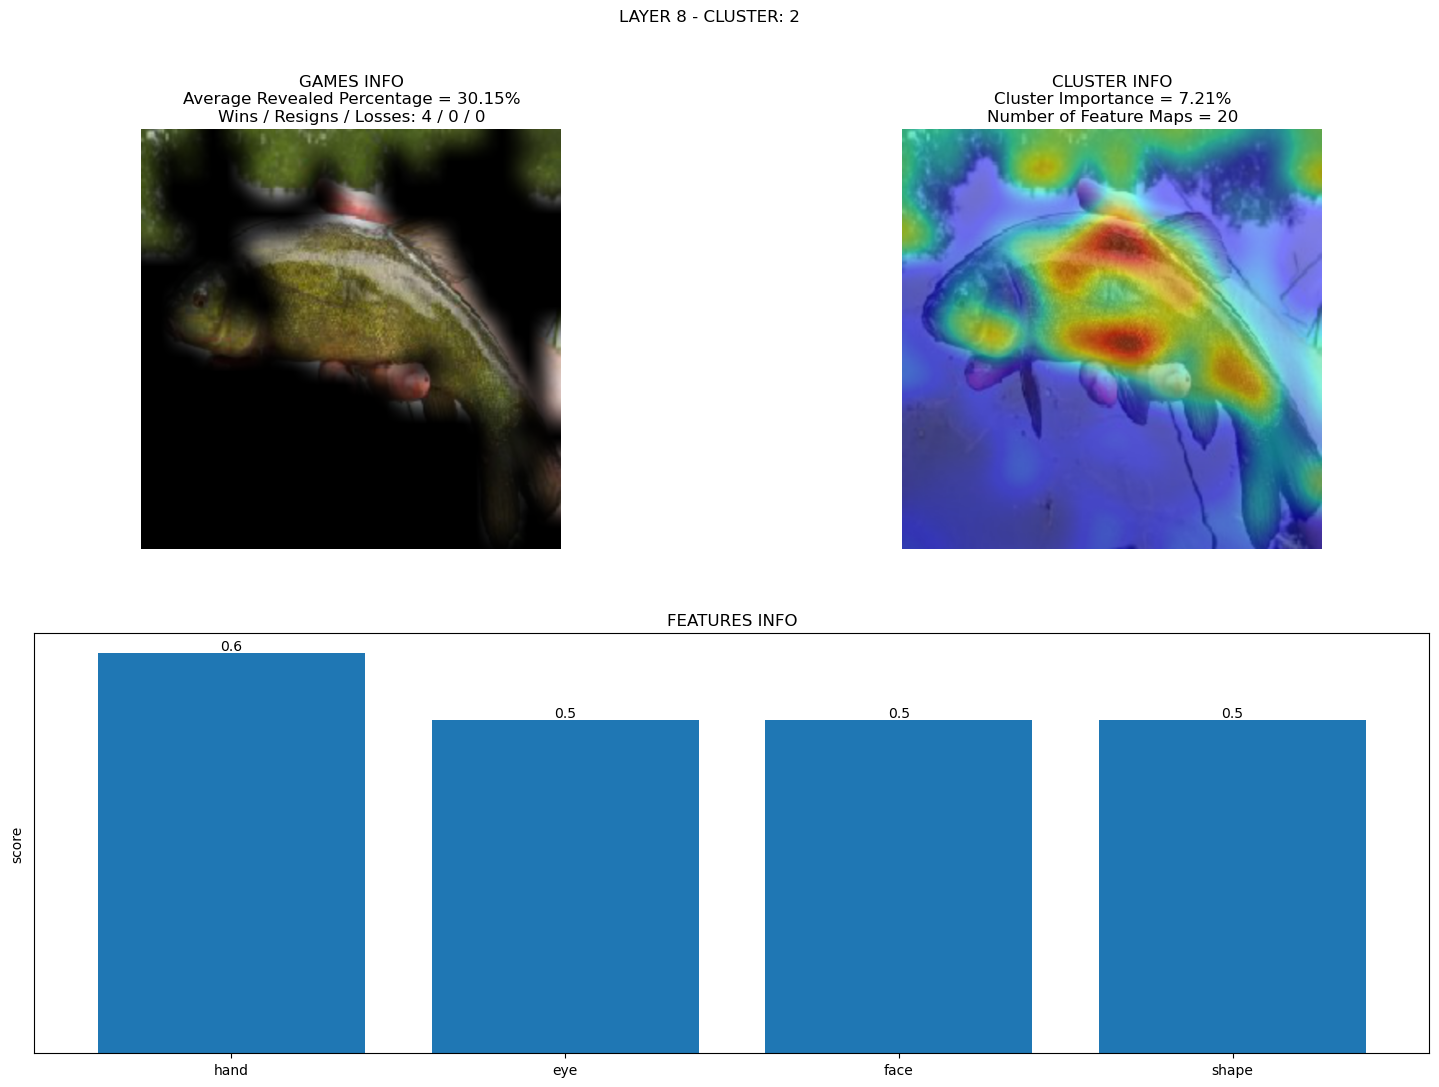 LAYER 8 - CLUSTER: 2
GAMES INFO
Average Revealed Percentage = 30.15%
Wins / Resigns / Losses: 4 / 0 / 0
CLUSTER INFO
Cluster Importance = 7.21%
Number of Feature Maps = 20
FEATURES INFO
score
0.6
0.5
0.5
0.5
hand
eye
face
shape